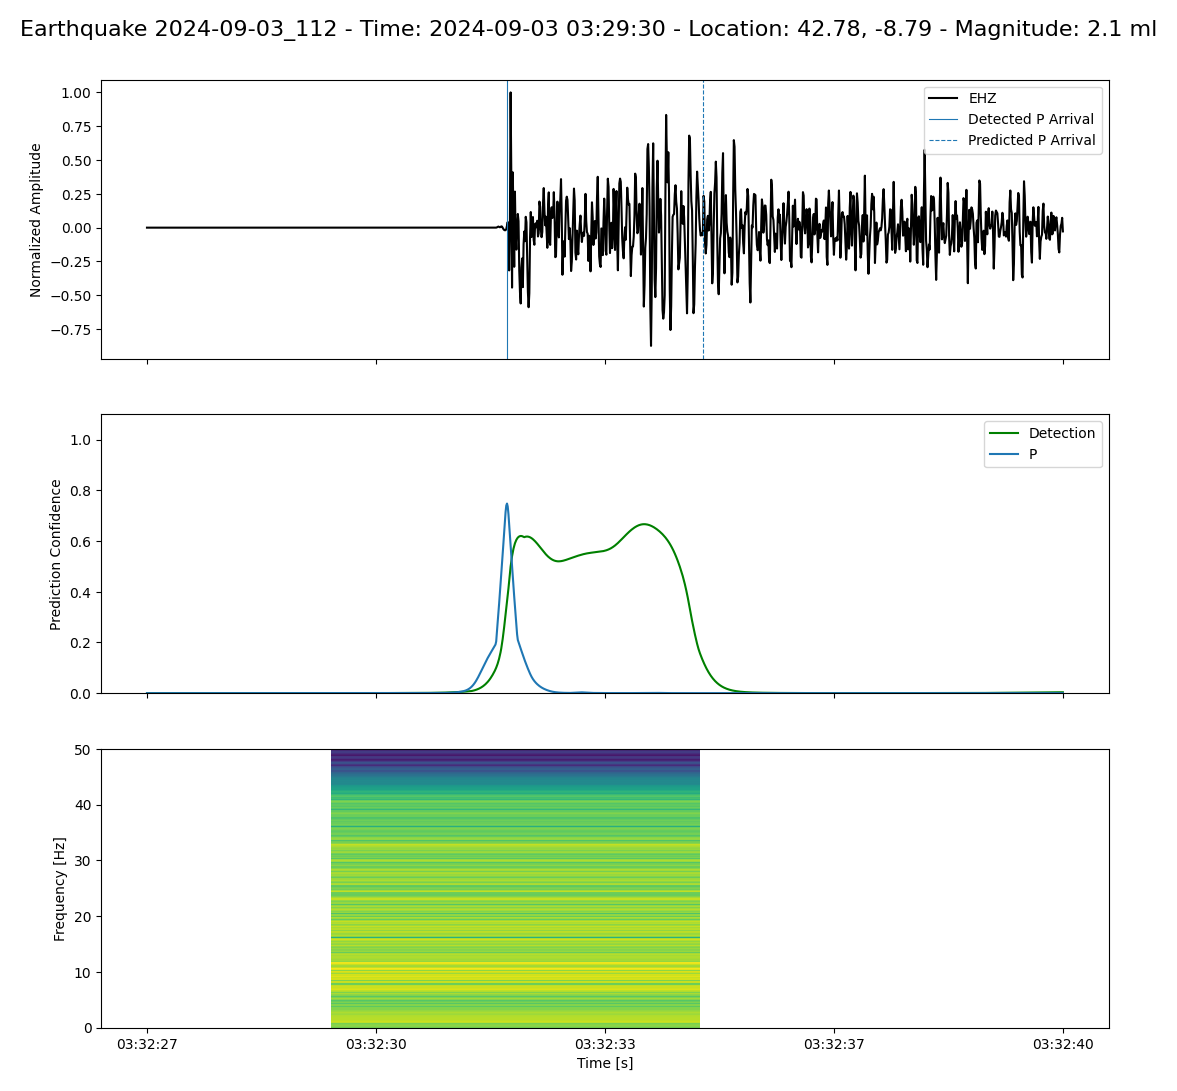 Earthquake 2024-09-03_112 - Time: 2024-09-03 03:29:30 - Location: 42.78, -8.79 - Magnitude: 2.1 ml
Normalized Amplitude
1.00
0.75
0.50
0.25
0.00
−0.25
−0.50
−0.75
EHZ
Detected P Arrival
Predicted P Arrival
Prediction Confidence
1.0
0.8
0.6
0.4
0.2
0.0
Detection
P
Frequency [Hz]
50
40
30
20
10
0
03:32:27
03:32:30
03:32:33
03:32:37
03:32:40
Time [s]